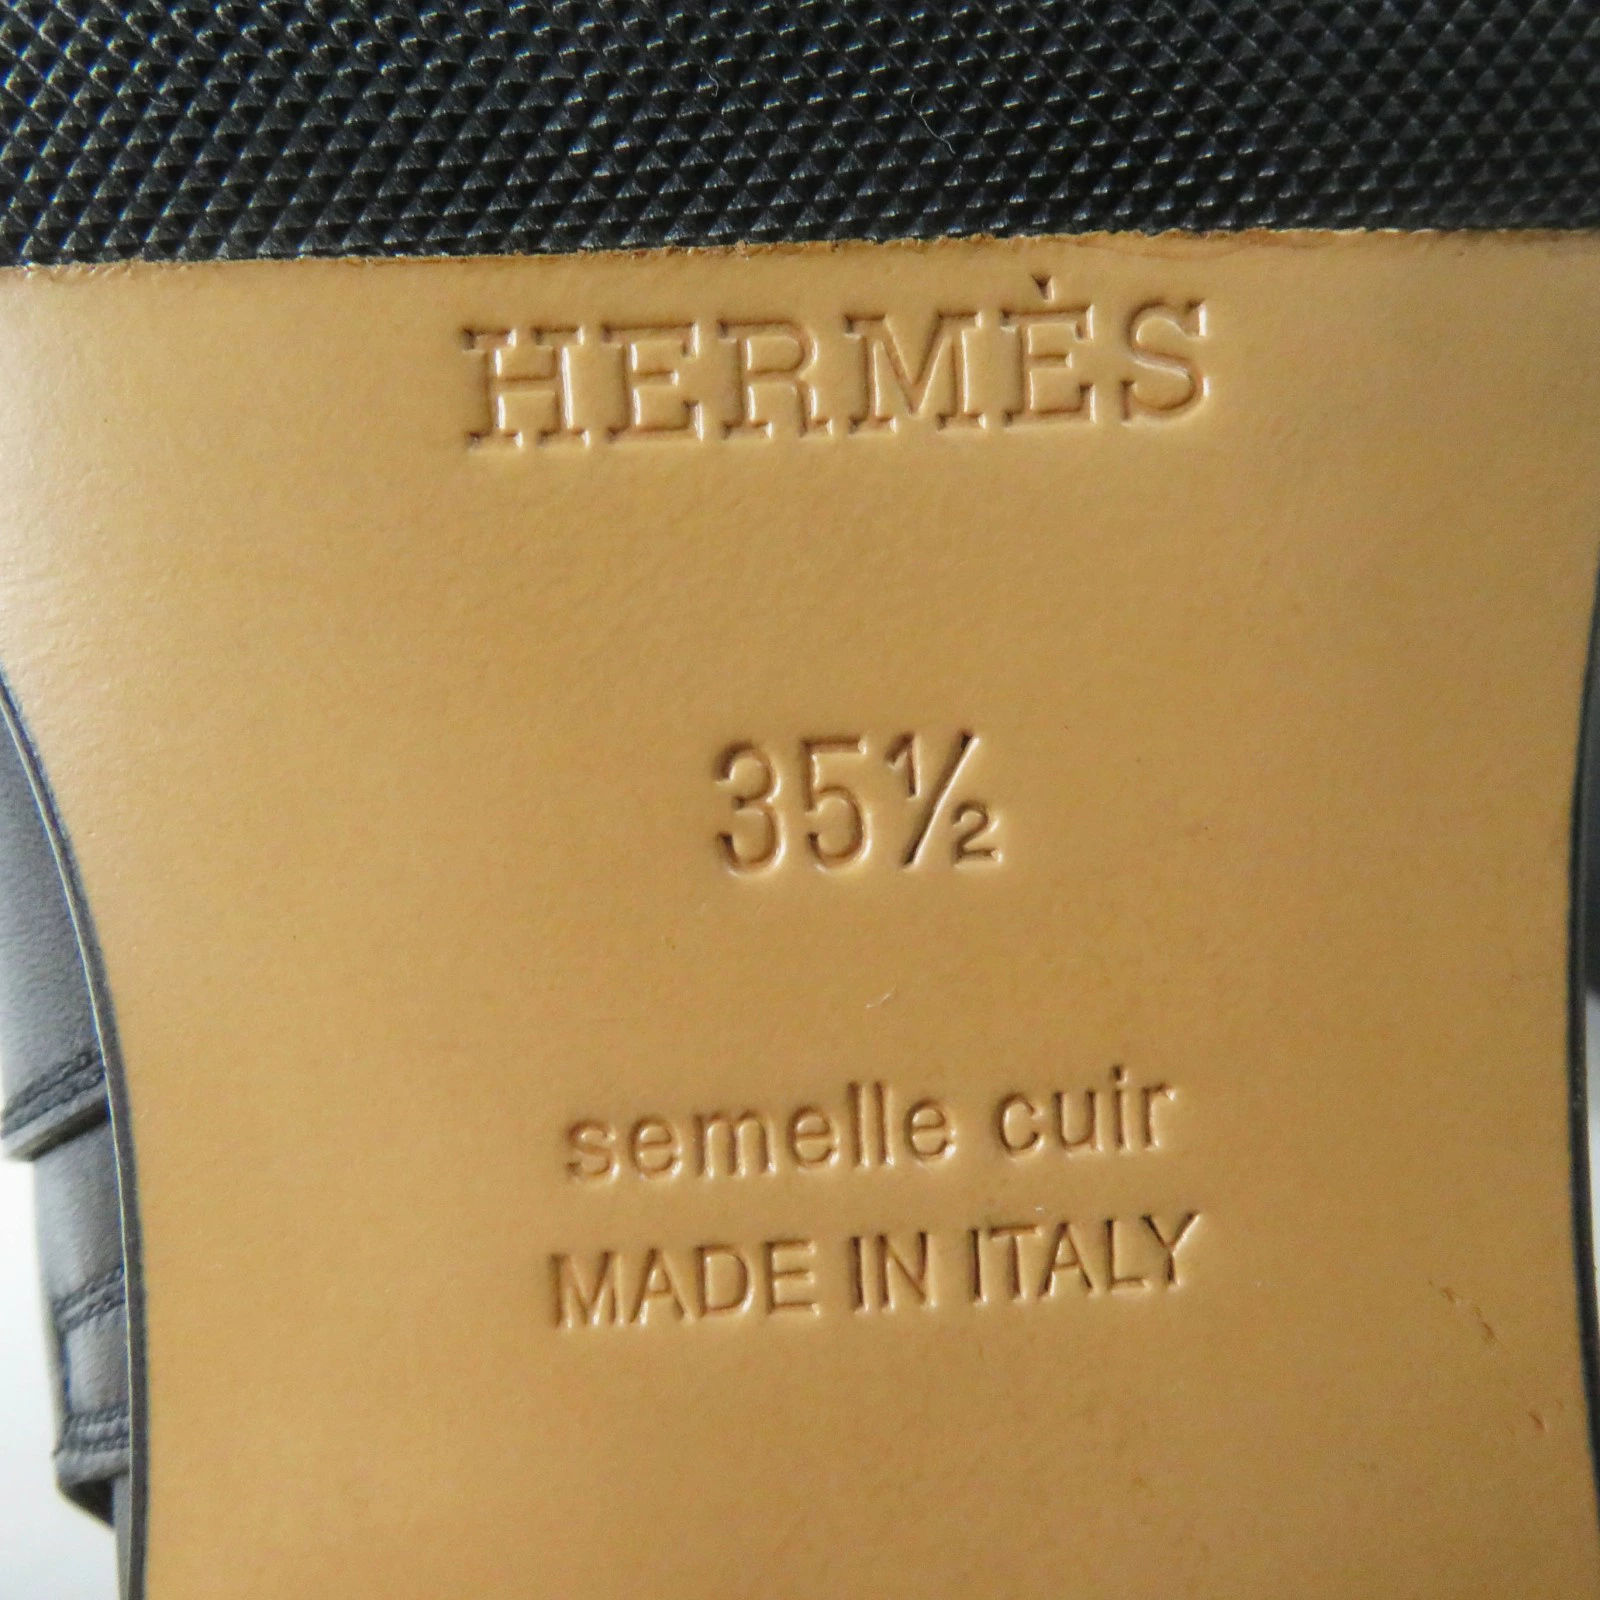 HERMÈS
35½
semelle cuir
MADE IN ITALY